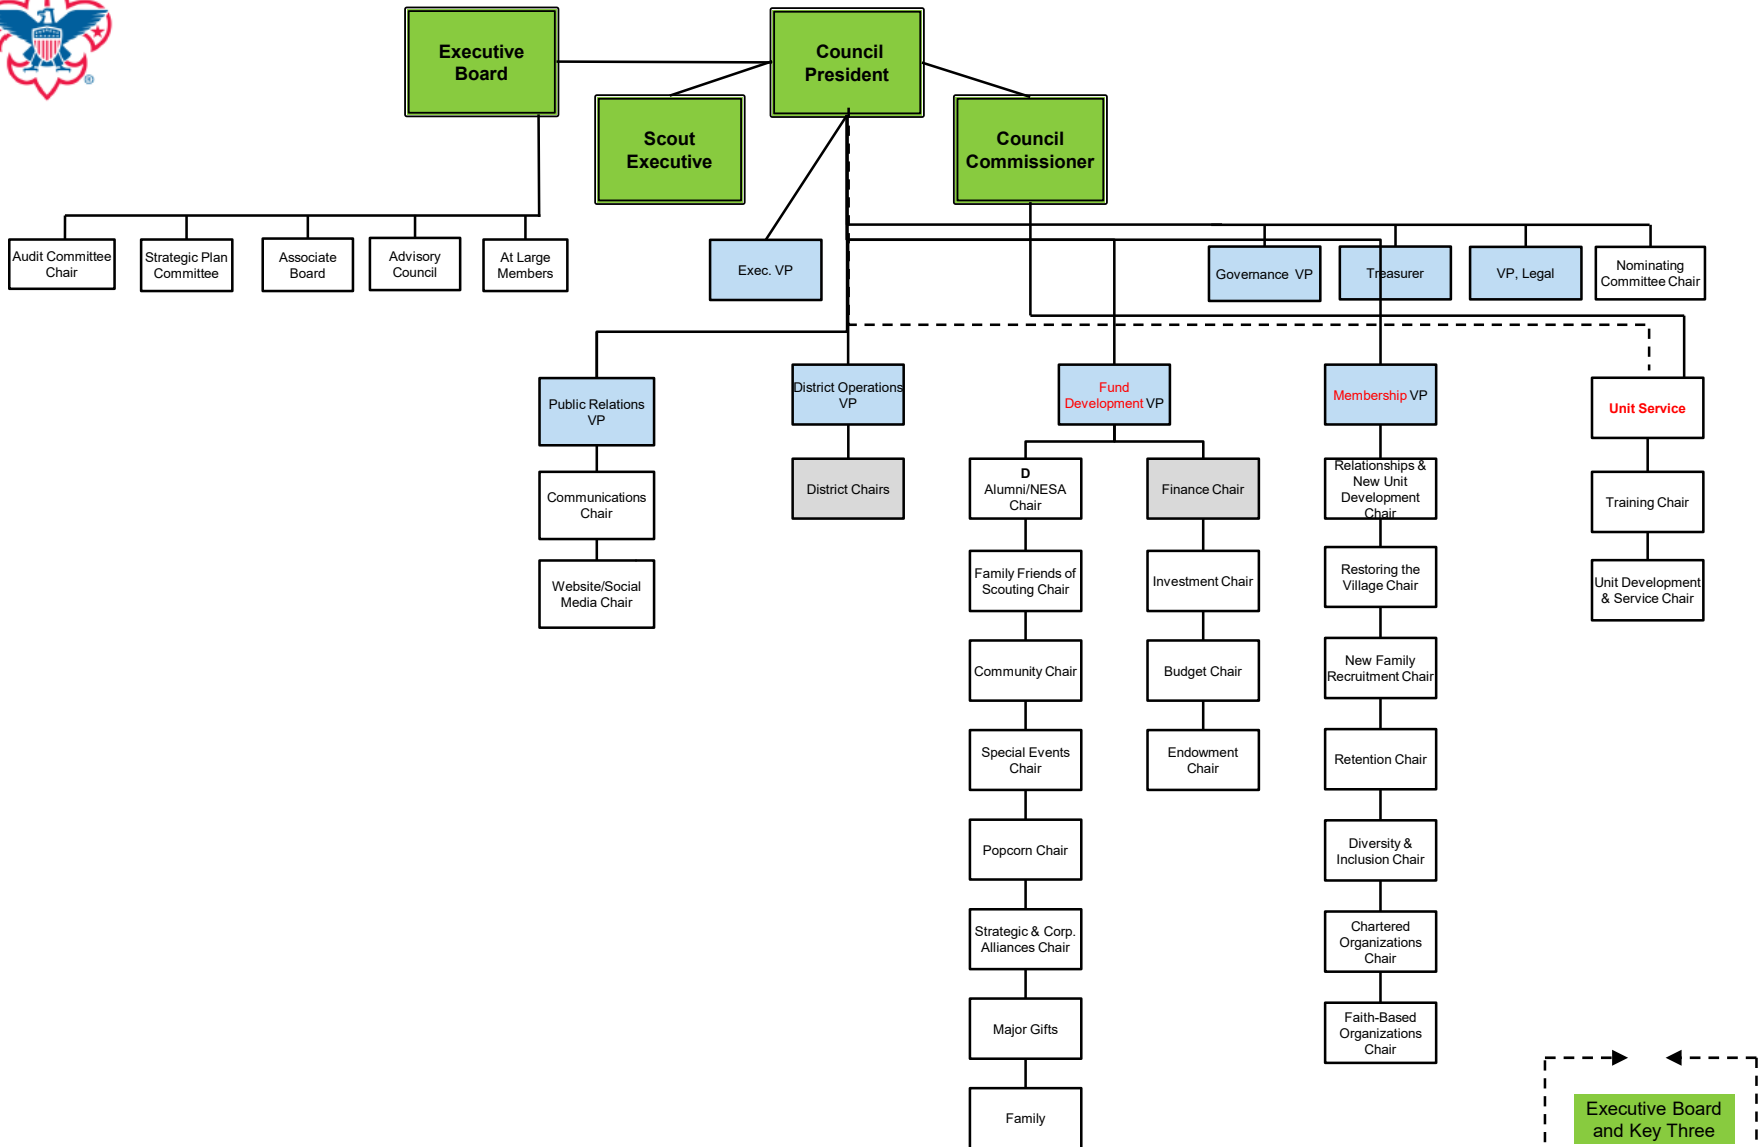 Executive
Board
Council
President
Scout
Executive
Council
Commissioner
Audit Committee
Chair
Strategic Plan
Committee
Associate
Board
Advisory
Council
At Large
Members
Exec. VP
Governance VP
Treasurer
VP, Legal
Nominating
Committee Chair
Public Relations
VP
District Operations
VP
Fund
Development VP
Membership VP
Unit Service
Communications
Chair
Website/Social
Media Chair
District Chairs
D
Alumni/NESA
Chair
Family Friends of
Scouting Chair
Community Chair
Special Events
Chair
Popcorn Chair
Strategic & Corp.
Alliances Chair
Major Gifts
Family
Finance Chair
Investment Chair
Budget Chair
Endowment
Chair
Relationships &
New Unit
Development
Chair
Restoring the
Village Chair
New Family
Recruitment Chair
Retention Chair
Diversity &
Inclusion Chair
Chartered
Organizations
Chair
Faith-Based
Organizations
Chair
Training Chair
Unit Development
& Service Chair
Executive Board
and Key Three
®